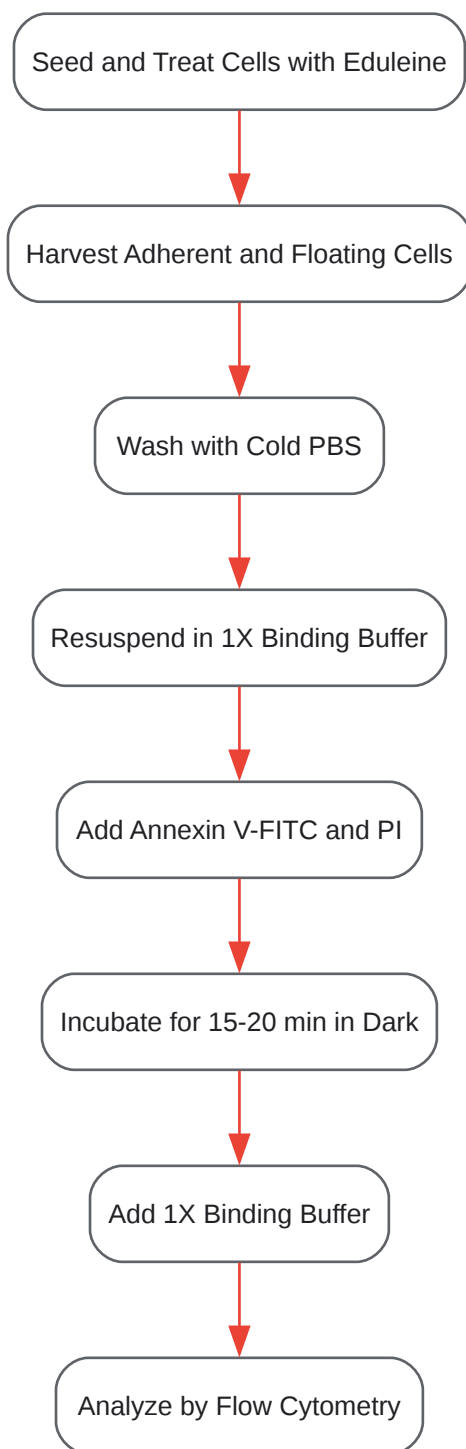 Seed and Treat Cells with Eduleine
Harvest Adherent and Floating Cells
Wash with Cold PBS
Resuspend in 1X Binding Buffer
Add Annexin V-FITC and PI
Incubate for 15-20 min in Dark
Add 1X Binding Buffer
Analyze by Flow Cytometry